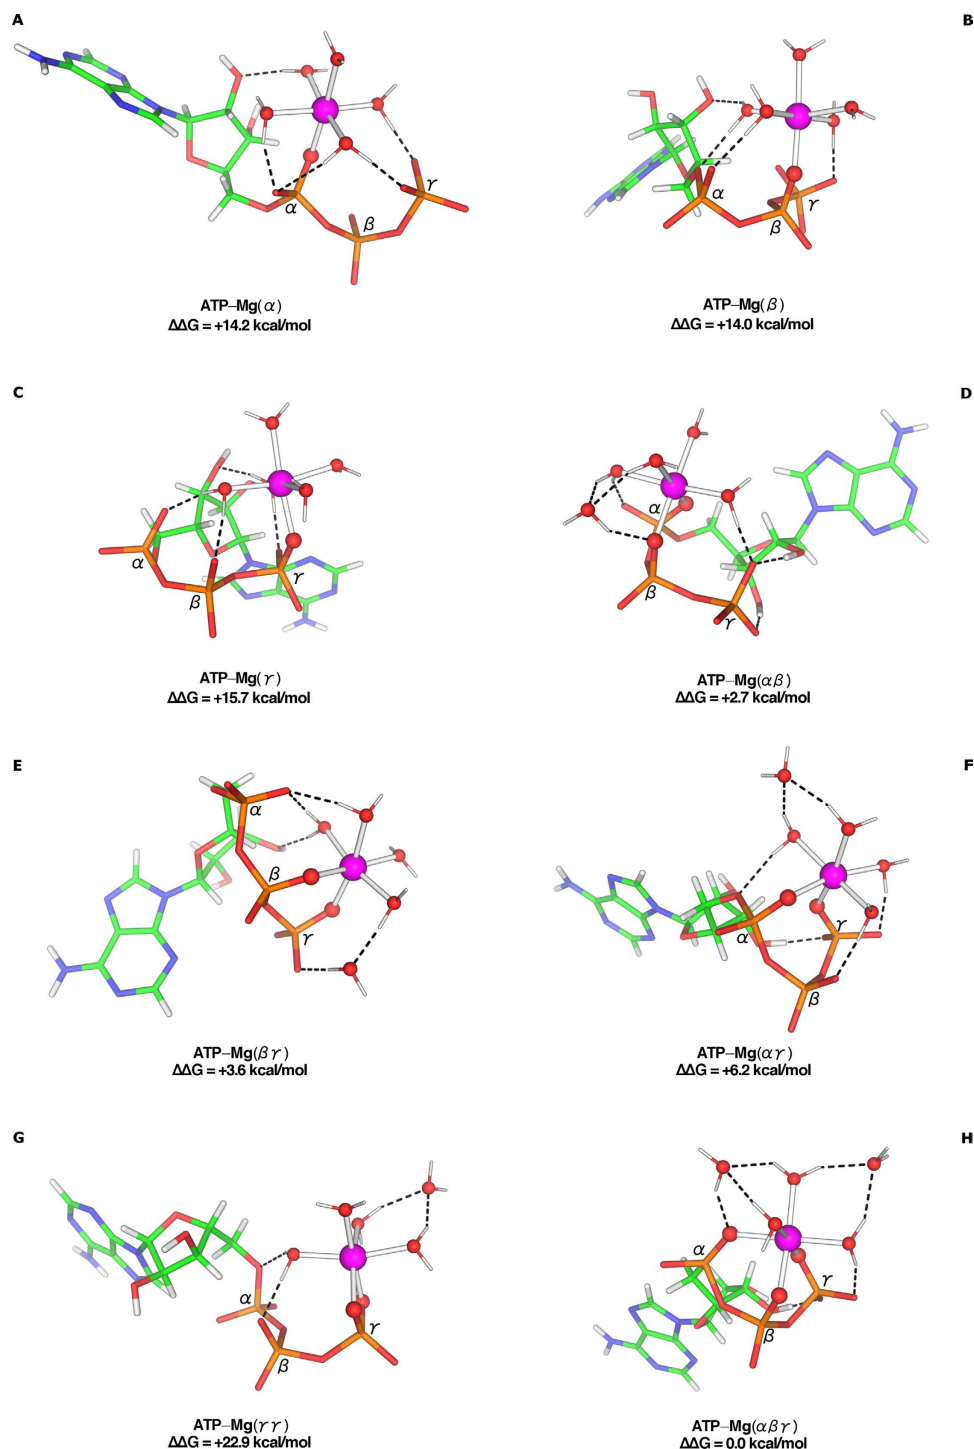 A
B
α
β
γ
α
β
γ
ATP–Mg(α)
ΔΔG = +14.2 kcal/mol
ATP–Mg(β)
ΔΔG = +14.0 kcal/mol
C
D
α
β
γ
α
β
γ
ATP–Mg(γ)
ΔΔG = +15.7 kcal/mol
ATP–Mg(αβ)
ΔΔG = +2.7 kcal/mol
E
F
α
β
γ
α
γ
β
ATP–Mg(βγ)
ΔΔG = +3.6 kcal/mol
ATP–Mg(αγ)
ΔΔG = +6.2 kcal/mol
G
H
α
γ
β
α
γ
β
ATP–Mg(γγ)
ΔΔG = +22.9 kcal/mol
ATP–Mg(αβγ)
ΔΔG = 0.0 kcal/mol